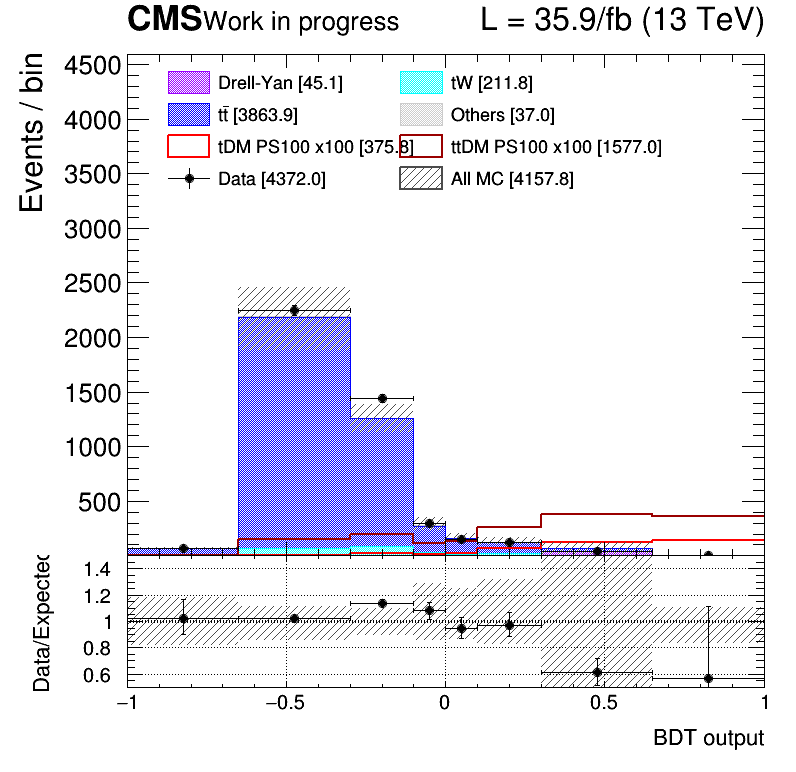 CMS Work in progress L = 35.9/fb (13 TeV)
Events / bin
4500
4000
3500
3000
2500
2000
1500
1000
500
Drell-Yan [45.1] tW [211.8]
tt̄ [3863.9] Others [37.0]
tDM PS100 x100 [375.8] ttDM PS100 x100 [1577.0]
Data [4372.0] All MC [4157.8]
Data/Expected
1.4
1.2
1
0.8
0.6
−1 −0.5 0 0.5 1
BDT output